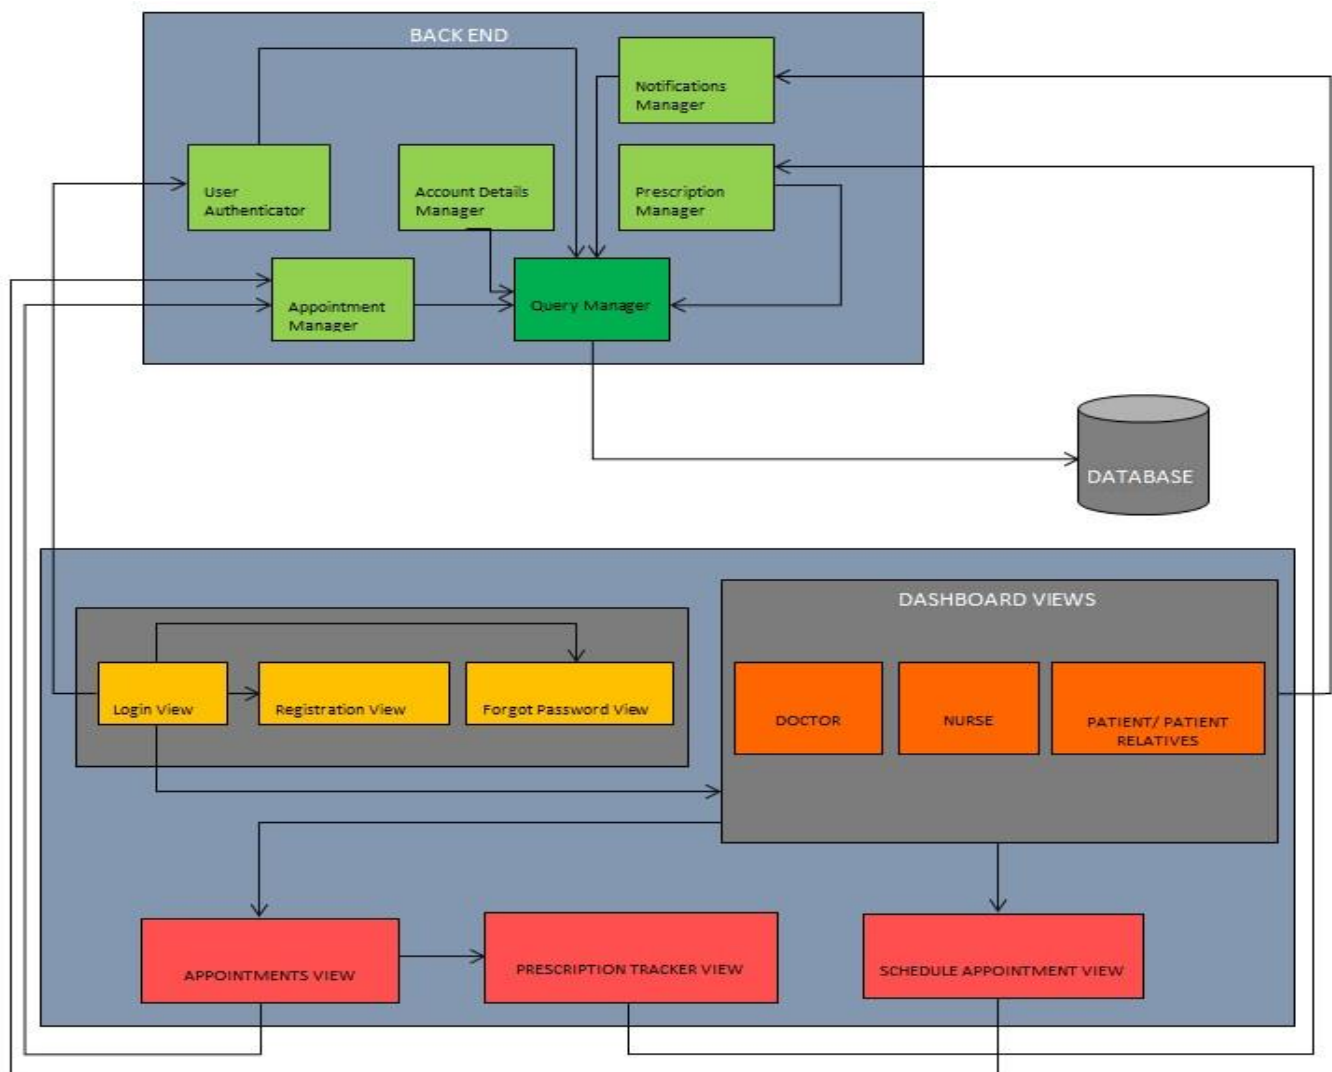 BACK END
Notifications
Manager
User
Authenticator
Account Details
Manager
Prescription
Manager
Appointment
Manager
Query Manager
DATABASE
DASHBOARD VIEWS
Login View
Registration View
Forgot Password View
DOCTOR
NURSE
PATIENT/ PATIENT
RELATIVES
APPOINTMENTS VIEW
PRESCRIPTION TRACKER VIEW
SCHEDULE APPOINTMENT VIEW